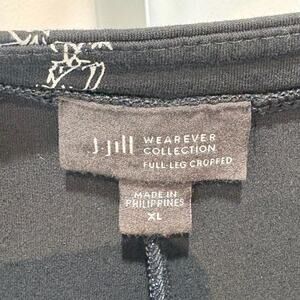 J.Jill WEAREVER
COLLECTION
FULL-LEG CROPPED
MADE IN
PHILIPPINES
XL